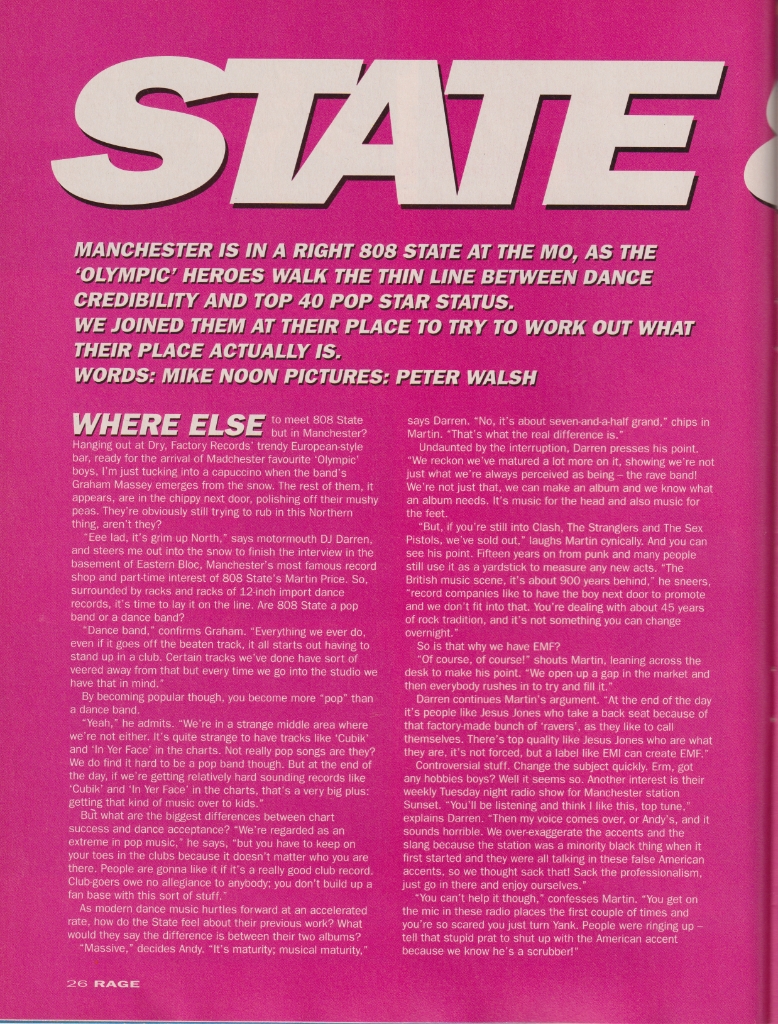 STATE
MANCHESTER IS IN A RIGHT 808 STATE AT THE MO, AS THE
‘OLYMPIC’ HEROES WALK THE THIN LINE BETWEEN DANCE
CREDIBILITY AND TOP 40 POP STAR STATUS.
WE JOINED THEM AT THEIR PLACE TO TRY TO WORK OUT WHAT
THEIR PLACE ACTUALLY IS.
WORDS: MIKE NOON PICTURES: PETER WALSH
WHERE ELSE to meet 808 State
but in Manchester?
Hanging out at Dry, Factory Records' trendy European-style
bar, ready for the arrival of Madchester favourite 'Olympic'
boys, I'm just tucking into a capuccino when the band's
Graham Massey emerges from the snow. The rest of them, it
appears, are in the chippy next door, polishing off their mushy
peas. They're obviously still trying to rub in this Northern
thing, aren't they?
"Eee lad, it's grim up North," says motormouth DJ Darren,
and steers me out into the snow to finish the interview in the
basement of Eastern Bloc, Manchester's most famous record
shop and part-time interest of 808 State's Martin Price. So,
surrounded by racks and racks of 12-inch import dance
records, it's time to lay it on the line. Are 808 State a pop
band or a dance band?
"Dance band," confirms Graham. "Everything we ever do,
even if it goes off the beaten track, it all starts out having to
stand up in a club. Certain tracks we've done have sort of
veered away from that but every time we go into the studio we
have that in mind."
By becoming popular though, you become more "pop" than
a dance band.
"Yeah," he admits. "We're in a strange middle area where
we're not either. It's quite strange to have tracks like 'Cubik'
and 'In Yer Face' in the charts. Not really pop songs are they?
We do find it hard to be a pop band though. But at the end of
the day, if we're getting relatively hard sounding records like
'Cubik' and 'In Yer Face' in the charts, that's a very big plus:
getting that kind of music over to kids."
But what are the biggest differences between chart
success and dance acceptance? "We're regarded as an
extreme in pop music," he says, "but you have to keep on
your toes in the clubs because it doesn't matter who you are
there. People are gonna like it if it's a really good club record.
Club-goers owe no allegiance to anybody; you don't build up a
fan base with this sort of stuff."
As modern dance music hurtles forward at an accelerated
rate, how do the State feel about their previous work? What
would they say the difference is between their two albums?
"Massive," decides Andy. "It's maturity; musical maturity,"
says Darren. "No, it's about seven-and-a-half grand," chips in
Martin. "That's what the real difference is."
Undaunted by the interruption, Darren presses his point.
"We reckon we've matured a lot more on it, showing we're not
just what we're always perceived as being – the rave band!
We're not just that, we can make an album and we know what
an album needs. It's music for the head and also music for
the feet.
"But, if you're still into Clash, The Stranglers and The Sex
Pistols, we've sold out," laughs Martin cynically. And you can
see his point. Fifteen years on from punk and many people
still use it as a yardstick to measure any new acts. "The
British music scene, it's about 900 years behind," he sneers,
"record companies like to have the boy next door to promote
and we don't fit into that. You're dealing with about 45 years
of rock tradition, and it's not something you can change
overnight."
So is that why we have EMF?
"Of course, of course!" shouts Martin, leaning across the
desk to make his point. "We open up a gap in the market and
then everybody rushes in to try and fill it."
Darren continues Martin's argument. "At the end of the day
it's people like Jesus Jones who take a back seat because of
that factory-made bunch of 'ravers', as they like to call
themselves. There's top quality like Jesus Jones who are what
they are, it's not forced, but a label like EMI can create EMF."
Controversial stuff. Change the subject quickly. Erm, got
any hobbies boys? Well it seems so. Another interest is their
weekly Tuesday night radio show for Manchester station
Sunset. "You'll be listening and think I like this, top tune,"
explains Darren. "Then my voice comes over, or Andy's, and it
sounds horrible. We over-exaggerate the accents and the
slang because the station was a minority black thing when it
first started and they were all talking in these false American
accents, so we thought sack that! Sack the professionalism,
just go in there and enjoy ourselves."
"You can't help it though," confesses Martin. "You get on
the mic in these radio places the first couple of times and
you're so scared you just turn Yank. People were ringing up –
tell that stupid prat to shut up with the American accent
because we know he's a scrubber!"
26 RAGE